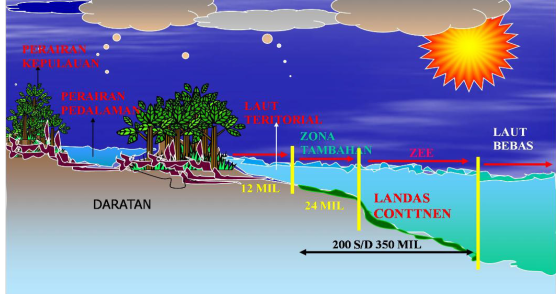 PERAIRAN
KEPULAUAN
PERAIRAN
PEDALAMAN
LAUT
TERITORIAL
ZONA
TAMBAHAN
ZEE
LAUT
BEBAS
12 MIL
24 MIL
LANDAS
CONTTNEN
DARATAN
200 S/D 350 MIL